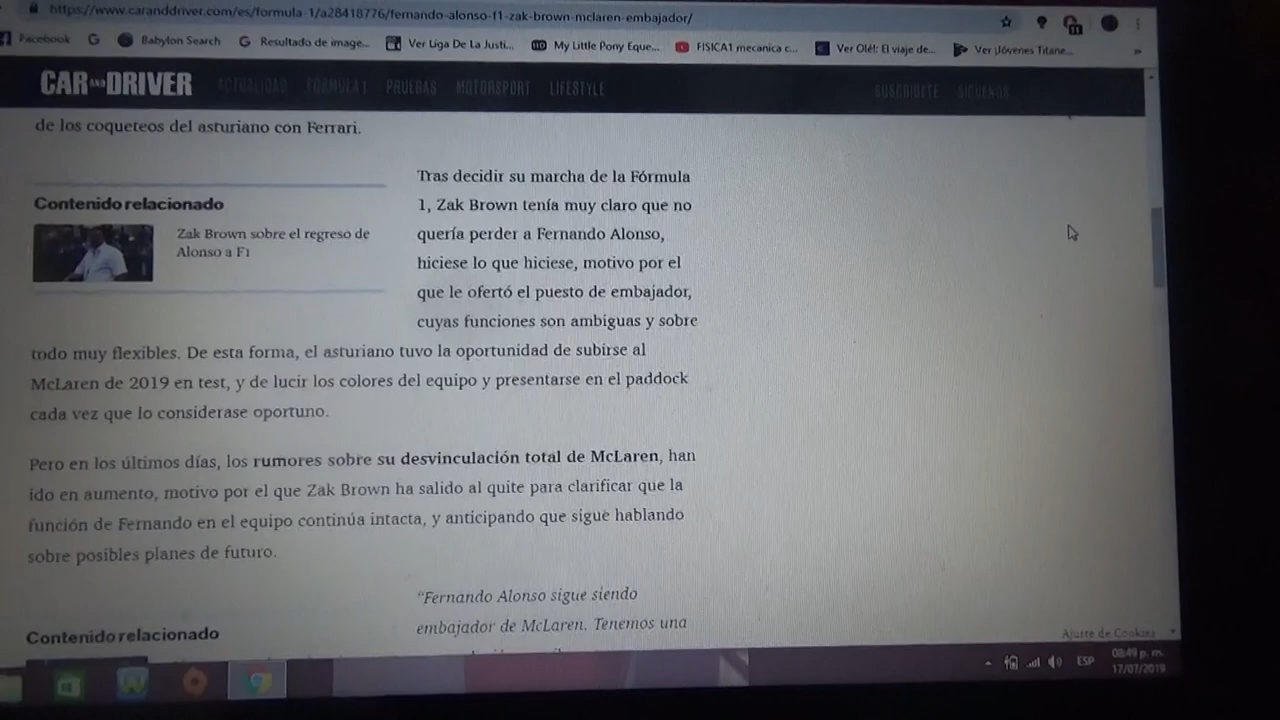 https://www.caranddriver.com/es/formula-1/a28418776/fernando-alonso-f1-zak-brown-mclaren-embajador/
Facebook
Babylon Search
Resultado de image...
Ver Liga De La Justi...
My Little Pony Eque...
FISICA1 mecanica c...
Ver Olé!: El viaje de...
Ver ¡Jóvenes Titane...
»
CAR AND DRIVER
ACTUALIDAD FÓRMULA 1 PRUEBAS MOTORSPORT LIFESTYLE
SUSCRÍBETE SÍGUENOS
de los coqueteos del asturiano con Ferrari.
Contenido relacionado
Zak Brown sobre el regreso de
Alonso a F1
Tras decidir su marcha de la Fórmula
1, Zak Brown tenía muy claro que no
quería perder a Fernando Alonso,
hiciese lo que hiciese, motivo por el
que le ofertó el puesto de embajador,
cuyas funciones son ambiguas y sobre
todo muy flexibles. De esta forma, el asturiano tuvo la oportunidad de subirse al
McLaren de 2019 en test, y de lucir los colores del equipo y presentarse en el paddock
cada vez que lo considerase oportuno.
Pero en los últimos días, los rumores sobre su desvinculación total de McLaren, han
ido en aumento, motivo por el que Zak Brown ha salido al quite para clarificar que la
función de Fernando en el equipo continúa intacta, y anticipando que sigue hablando
sobre posibles planes de futuro.
"Fernando Alonso sigue siendo
embajador de McLaren. Tenemos una
Contenido relacionado
Ajuste de Cookies
ESP
08:49 p. m.
17/07/2019